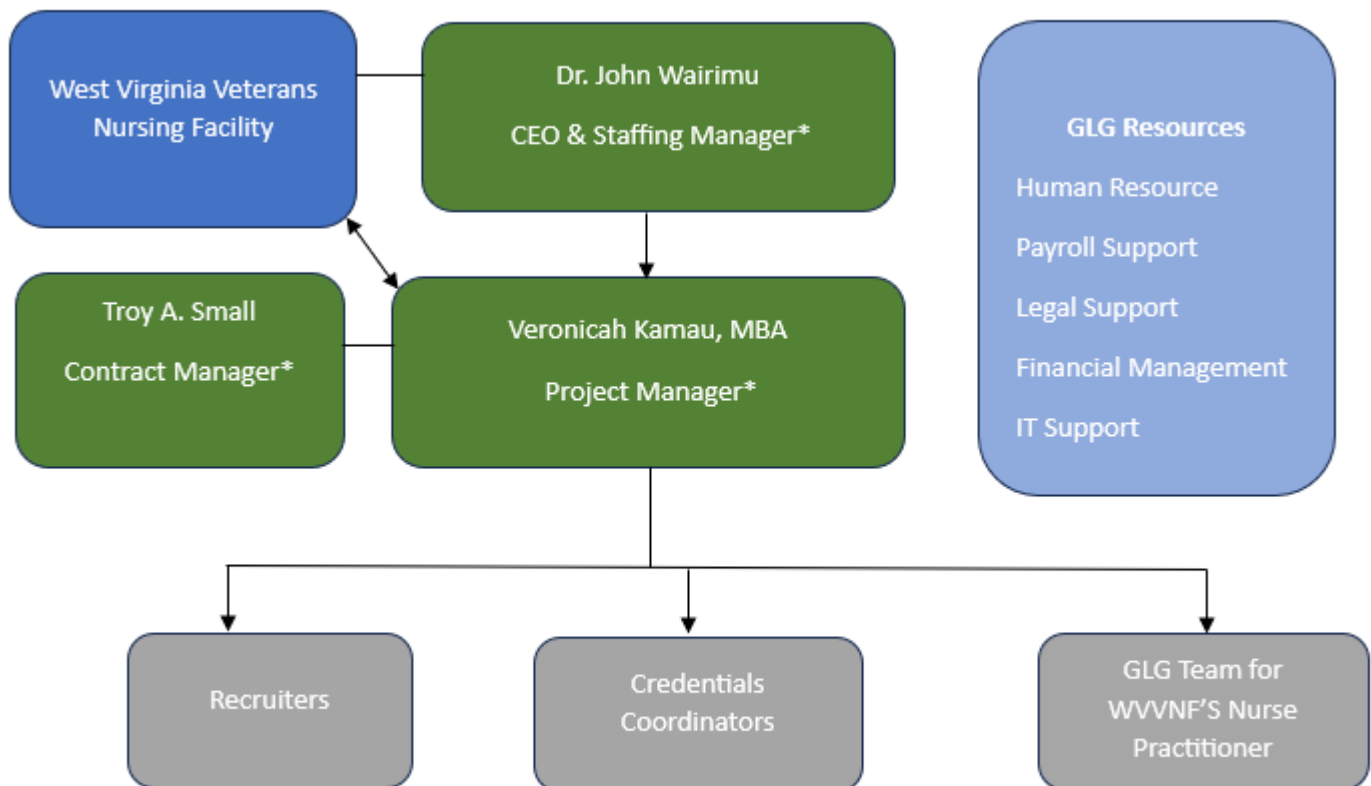 West Virginia Veterans
Nursing Facility
Dr. John Wairimu
CEO & Staffing Manager*
GLG Resources
Human Resource
Payroll Support
Legal Support
Financial Management
IT Support
Troy A. Small
Contract Manager*
Veronicah Kamau, MBA
Project Manager*
Recruiters
Credentials
Coordinators
GLG Team for
WVVNF’S Nurse
Practitioner